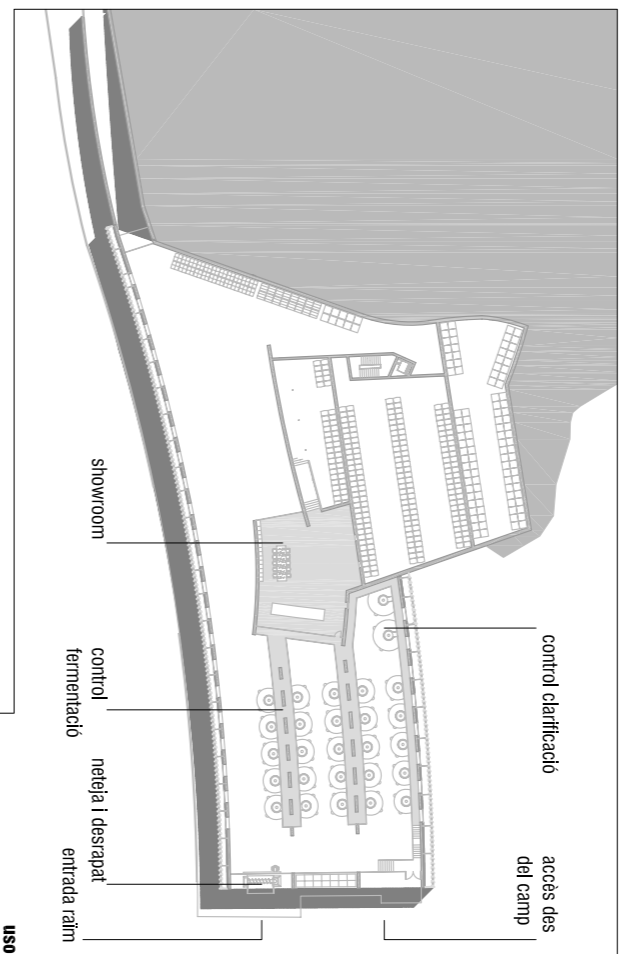 control clarificació
accès des
del camp
showroom
control
fermentació
neteja i desrapat
entrada raïm
uso